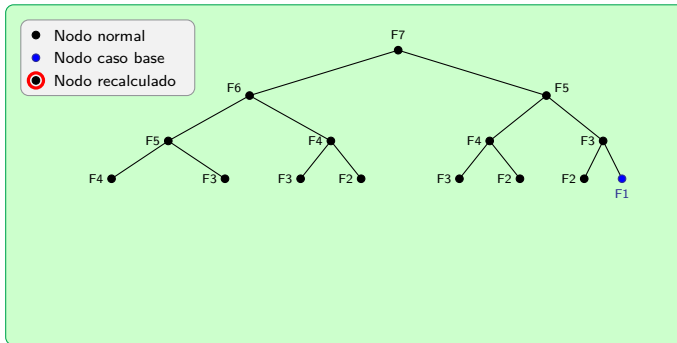 Nodo normal
Nodo caso base
Nodo recalculado
F7
F6
F5
F5
F4
F4
F3
F4
F3
F3
F2
F3
F2
F2
F1